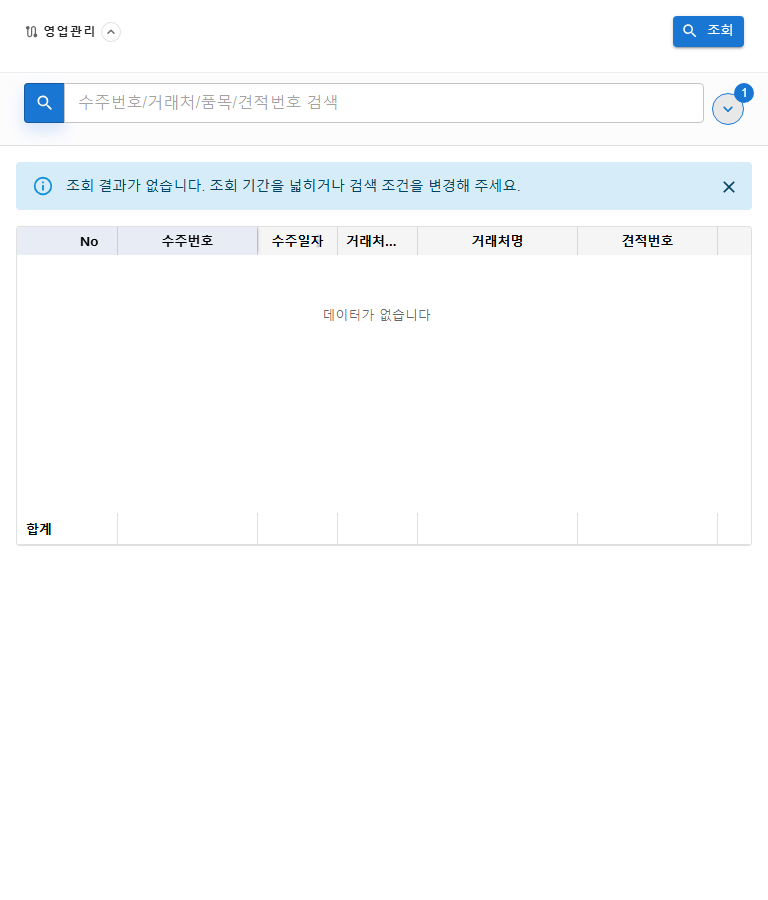 영업관리
조회
수주번호/거래처/품목/견적번호 검색
1
조회 결과가 없습니다. 조회 기간을 넓히거나 검색 조건을 변경해 주세요.
No 수주번호 수주일자 거래처... 거래처명 견적번호
데이터가 없습니다
합계